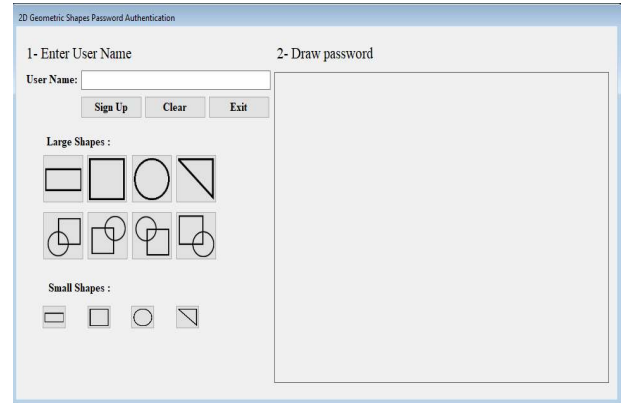 2D Geometric Shapes Password Authentication
1- Enter User Name
2- Draw password
User Name:
Sign Up Clear Exit
Large Shapes :
Small Shapes :